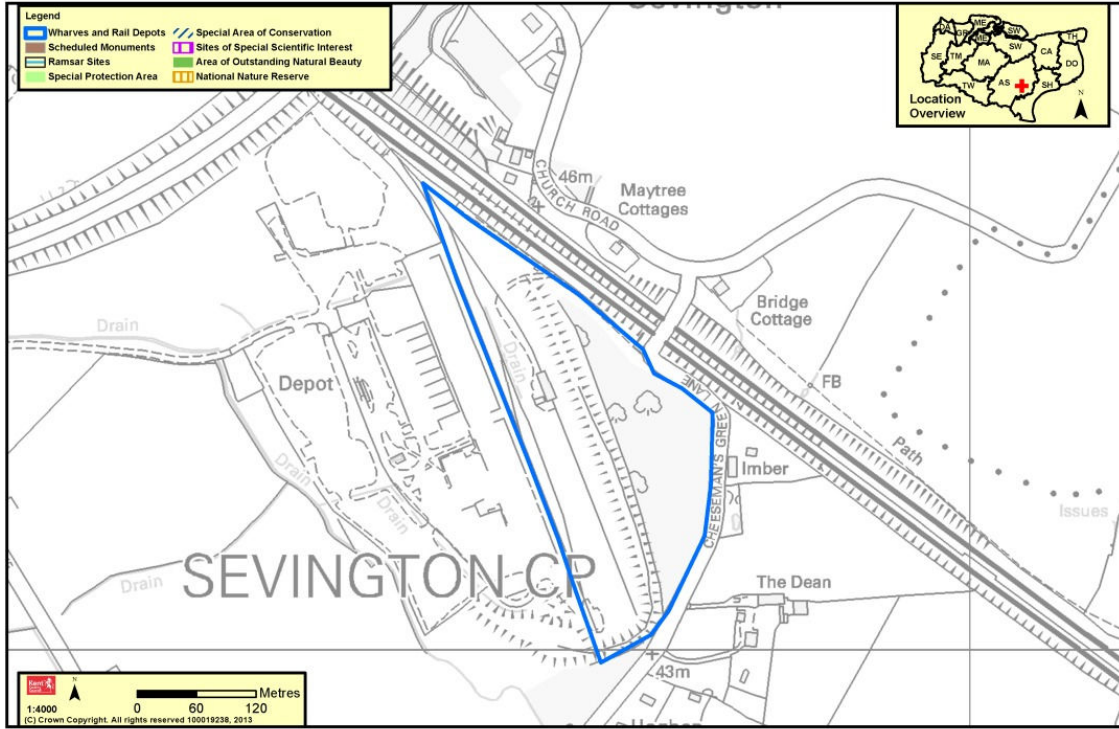 Legend
Wharves and Rail Depots
Scheduled Monuments
Ramsar Sites
Special Protection Area
Special Area of Conservation
Sites of Special Scientific Interest
Area of Outstanding Natural Beauty
National Nature Reserve
Sevington
ME
SW
TH
GR
ME
SW
CA
SE
TM
MA
DO
TW
AS
SH
N
Location
Overview
46m
CHURCH ROAD
Maytree
Cottages
Drain
Bridge
Cottage
Drain
Depot
FB
CHEESEMAN'S GREEN LANE
Path
Imber
Drain
Drain
Issues
Drain
SEVINGTON CP
The Dean
43m
Kent
N
Metres
1:4000
0 60 120
(C) Crown Copyright. All rights reserved 100019238, 2013